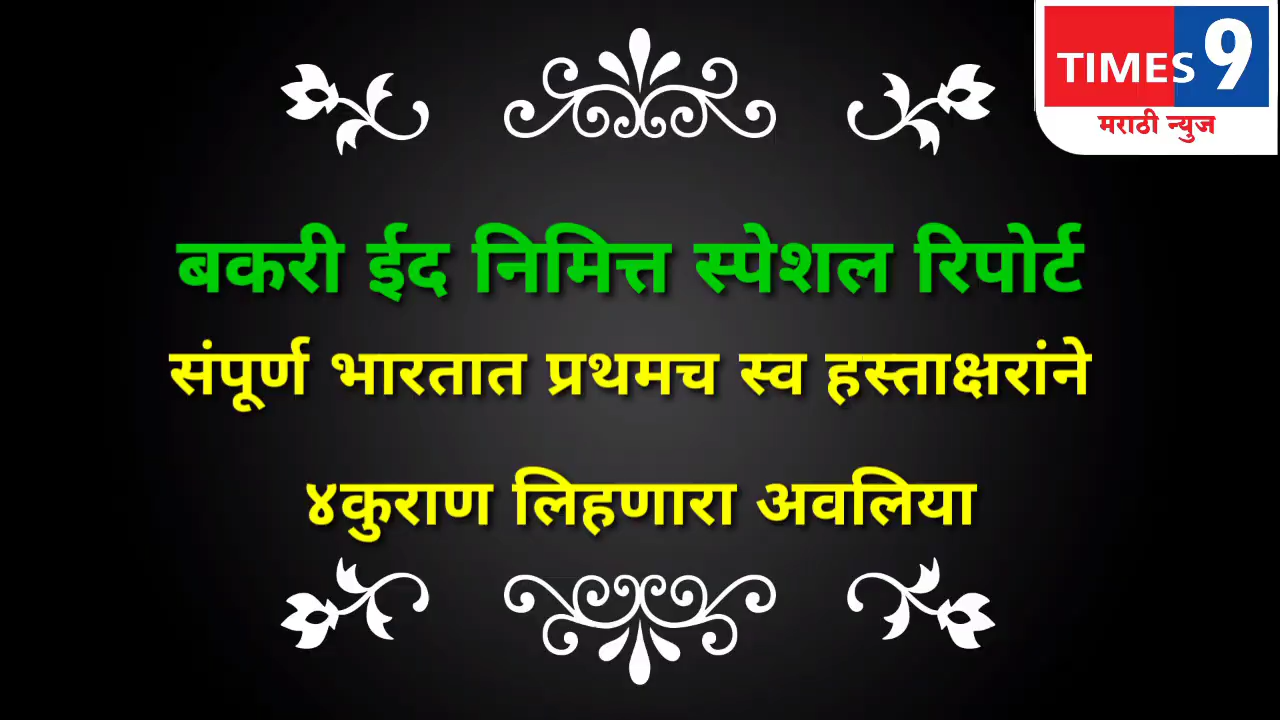 TIMES 9
मराठी न्युज
बकरी ईद निमित्त स्पेशल रिपोर्ट
संपूर्ण भारतात प्रथमच स्व हस्ताक्षरांने
४कुराण लिहणारा अवलिया